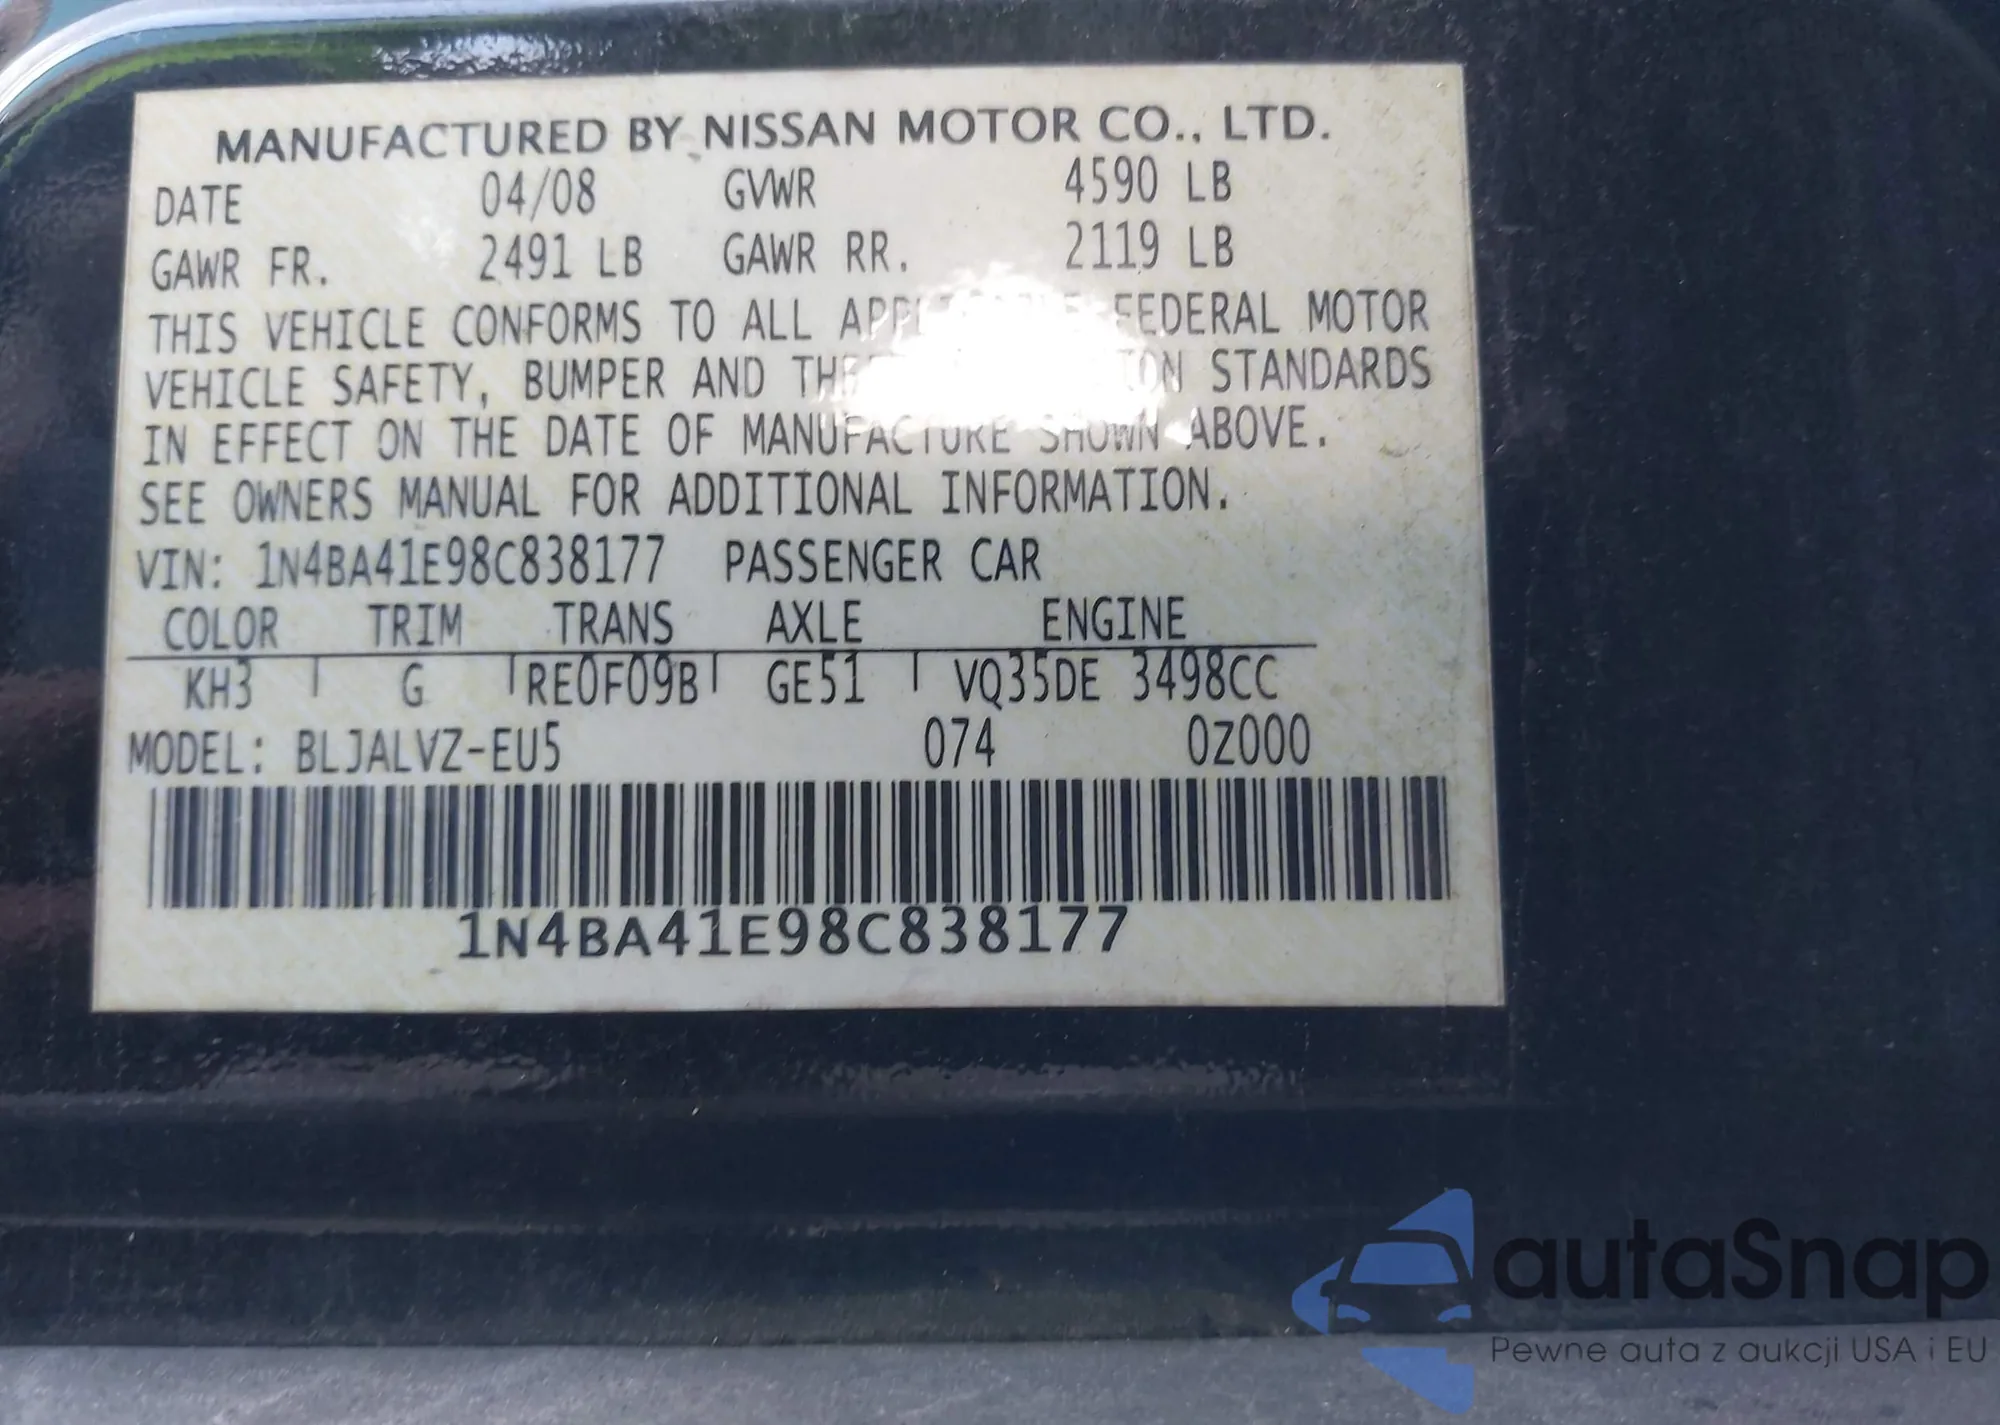 MANUFACTURED BY NISSAN MOTOR CO., LTD.
DATE 04/08 GVWR 4590 LB
GAWR FR. 2491 LB GAWR RR. 2119 LB
THIS VEHICLE CONFORMS TO ALL FEDERAL MOTOR
VEHICLE SAFETY, BUMPER AND STANDARDS
IN EFFECT ON THE DATE OF MANUFACTURE SHOWN ABOVE.
SEE OWNERS MANUAL FOR ADDITIONAL INFORMATION.
VIN: 1N4BA41E98C838177 PASSENGER CAR
COLOR TRIM TRANS AXLE ENGINE
KH3 G RE0F09B GE51 VQ35DE 3498CC
MODEL: BLJALVZ-EU5 074 0Z000
1N4BA41E98C838177
autaSnap
Pewne auta z aukcji USA i EU